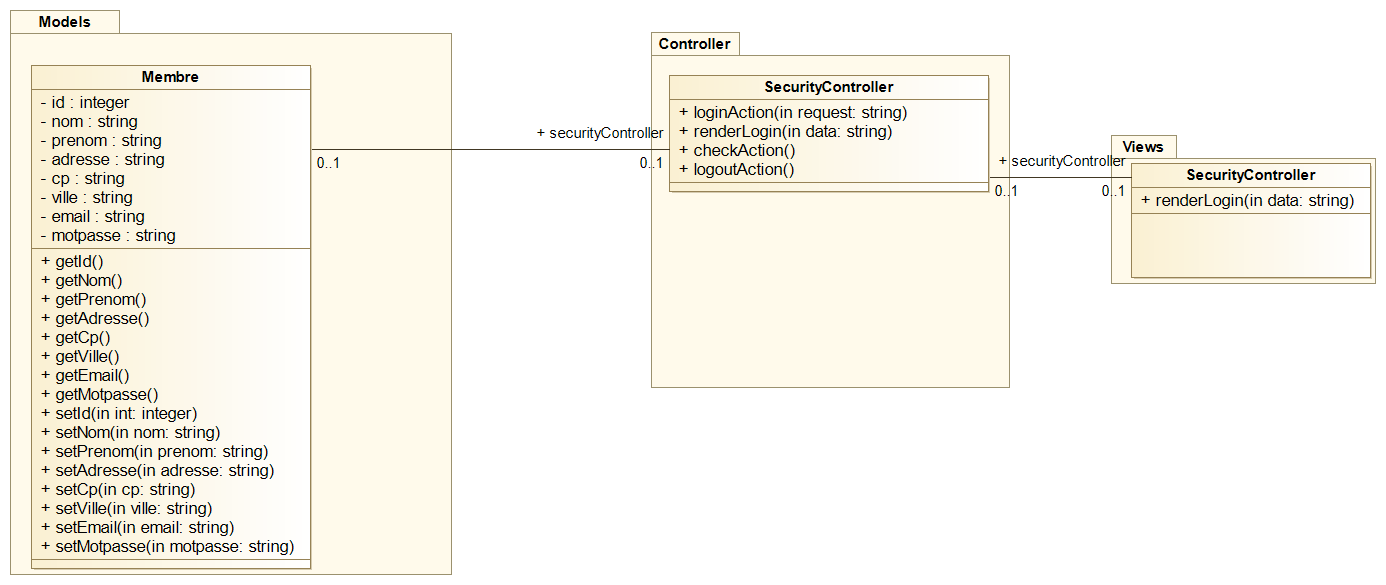 Models
Membre
- id : integer
- nom : string
- prenom : string
- adresse : string
- cp : string
- ville : string
- email : string
- motpasse : string
+ getId()
+ getNom()
+ getPrenom()
+ getAdresse()
+ getCp()
+ getVille()
+ getEmail()
+ getMotpasse()
+ setId(in int: integer)
+ setNom(in nom: string)
+ setPrenom(in prenom: string)
+ setAdresse(in adresse: string)
+ setCp(in cp: string)
+ setVille(in ville: string)
+ setEmail(in email: string)
+ setMotpasse(in motpasse: string)
+ securityController
0..1
0..1
Controller
SecurityController
+ loginAction(in request: string)
+ renderLogin(in data: string)
+ checkAction()
+ logoutAction()
+ securityController
0..1
0..1
Views
SecurityController
+ renderLogin(in data: string)